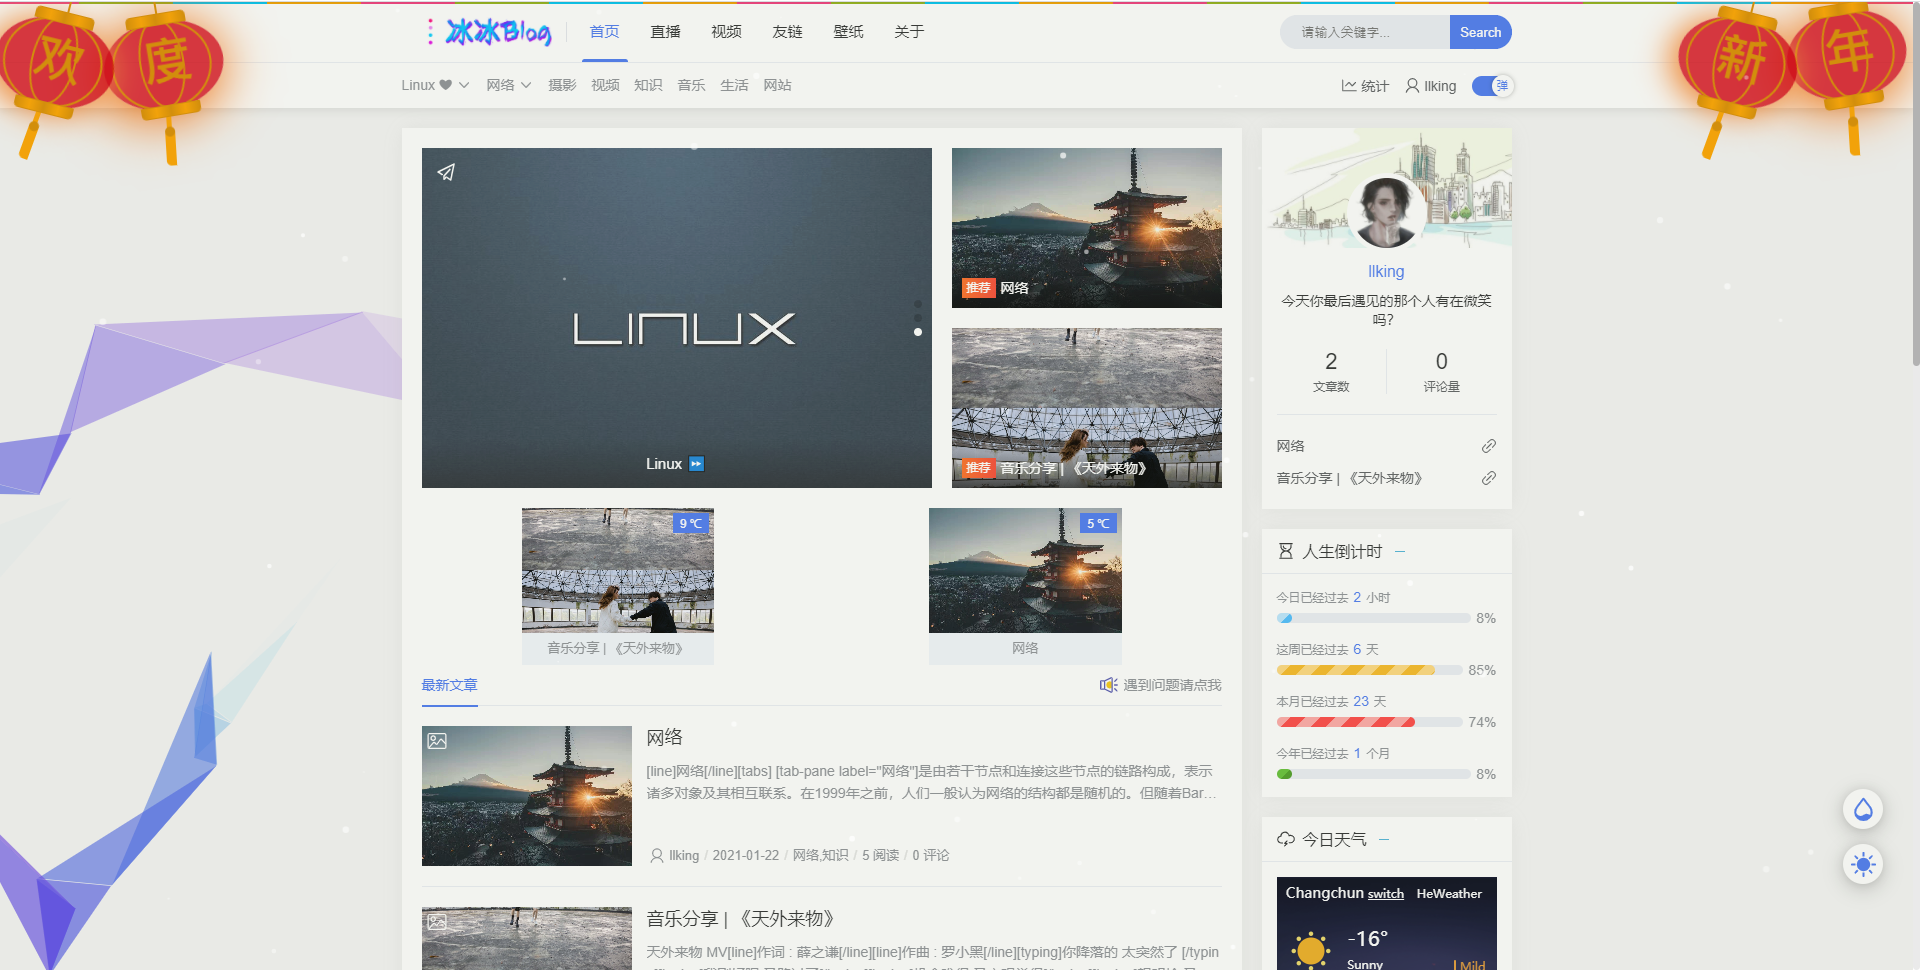 欢度
新年
冰冰Blog
首页 直播 视频 友链 壁纸 关于
请输入关键字... Search
Linux 网络 摄影 视频 知识 音乐 生活 网站
统计 llking 弹
LINUX
Linux
推荐 网络
推荐 音乐分享 | 《天外来物》
9 ℃
音乐分享 | 《天外来物》
5 ℃
网络
最新文章
遇到问题请点我
网络
[line]网络[/line][tabs] [tab-pane label="网络"]是由若干节点和连接这些节点的链路构成，表示
诸多对象及其相互联系。在1999年之前，人们一般认为网络的结构都是随机的。但随着Bar...
llking / 2021-01-22 / 网络,知识 / 5 阅读 / 0 评论
音乐分享 | 《天外来物》
天外来物 MV[line]作词 : 薛之谦[/line][line]作曲 : 罗小黑[/line][typing]你降落的 太突然了 [/typin
llking
今天你最后遇见的那个人有在微笑
吗?
2 0
文章数 评论量
网络
音乐分享 | 《天外来物》
人生倒计时
今日已经过去 2 小时
8%
这周已经过去 6 天
85%
本月已经过去 23 天
74%
今年已经过去 1 个月
8%
今日天气
Changchun switch HeWeather
-16°
Sunny
Mild